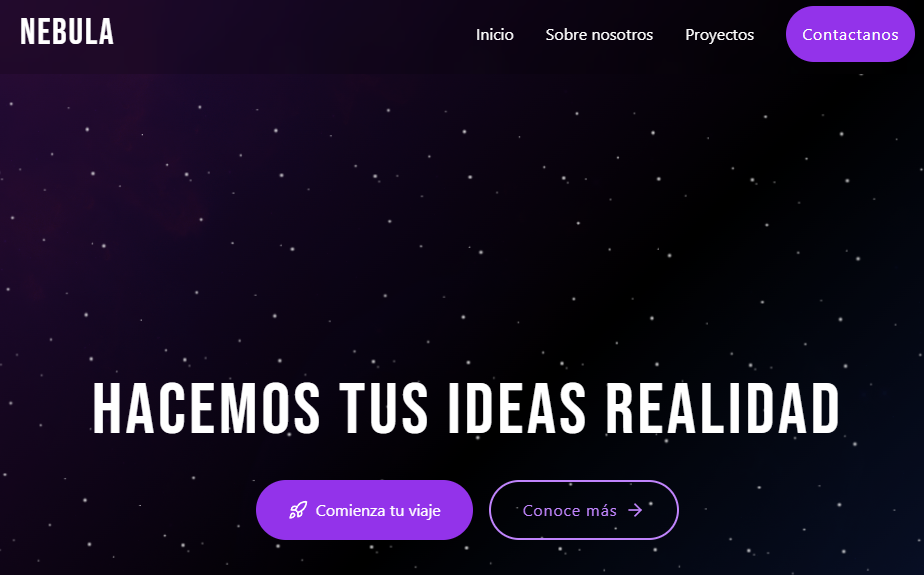 NEBULA
Inicio Sobre nosotros Proyectos Contactanos
HACEMOS TUS IDEAS REALIDAD
Comienza tu viaje
Conoce más